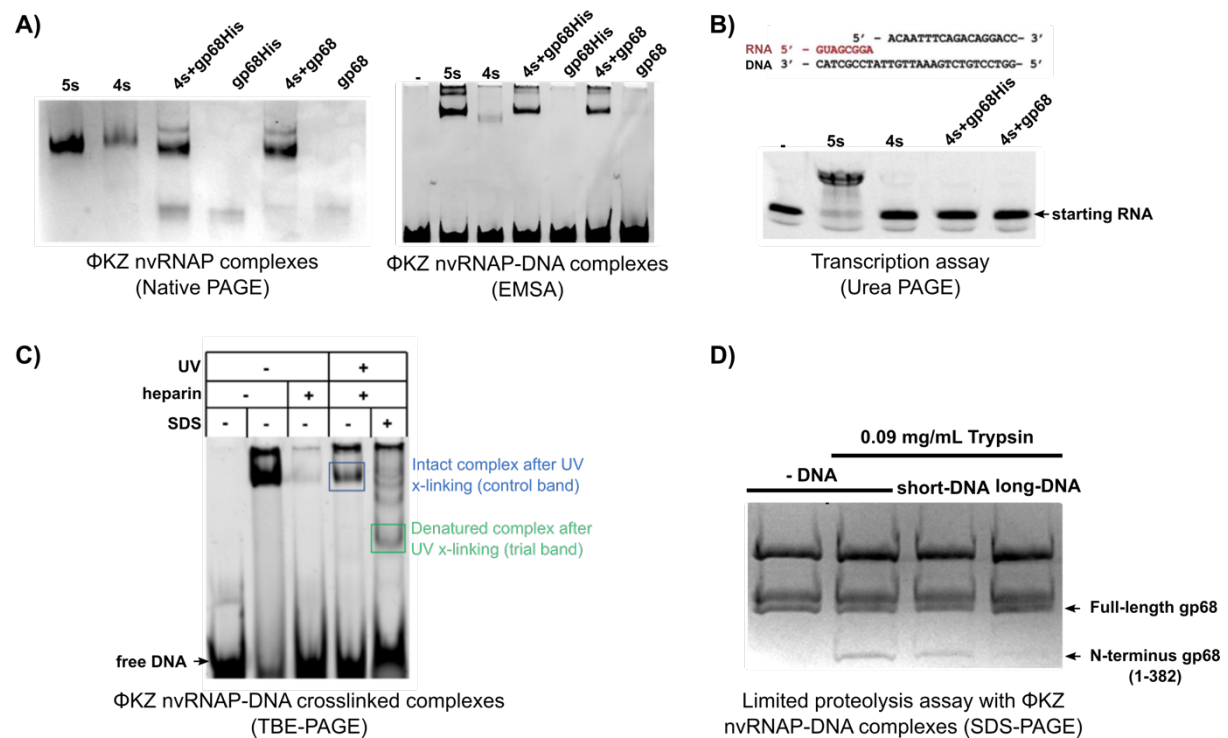 A)
5s
4s
4s+gp68His
gp68His
4s+gp68
gp68
ΦKZ nvRNAP complexes
(Native PAGE)
-
5s
4s
4s+gp68His
gp68His
4s+gp68
gp68
ΦKZ nvRNAP-DNA complexes
(EMSA)
B)
5' - ACAATTTCAGACAGGACC- 3'
RNA 5' - GUAGCGGA
DNA 3' - CATCGCCTATTGTTAAAGTCTGTCCTGG- 5'
-
5s
4s
4s+gp68His
4s+gp68
starting RNA
Transcription assay
(Urea PAGE)
C)
UV - +
heparin - + +
SDS - - - - +
Intact complex after UV
x-linking (control band)
Denatured complex after
UV x-linking (trial band)
free DNA
ΦKZ nvRNAP-DNA crosslinked complexes
(TBE-PAGE)
D)
0.09 mg/mL Trypsin
- DNA short-DNA long-DNA
Full-length gp68
N-terminus gp68
(1-382)
Limited proteolysis assay with ΦKZ
nvRNAP-DNA complexes (SDS-PAGE)